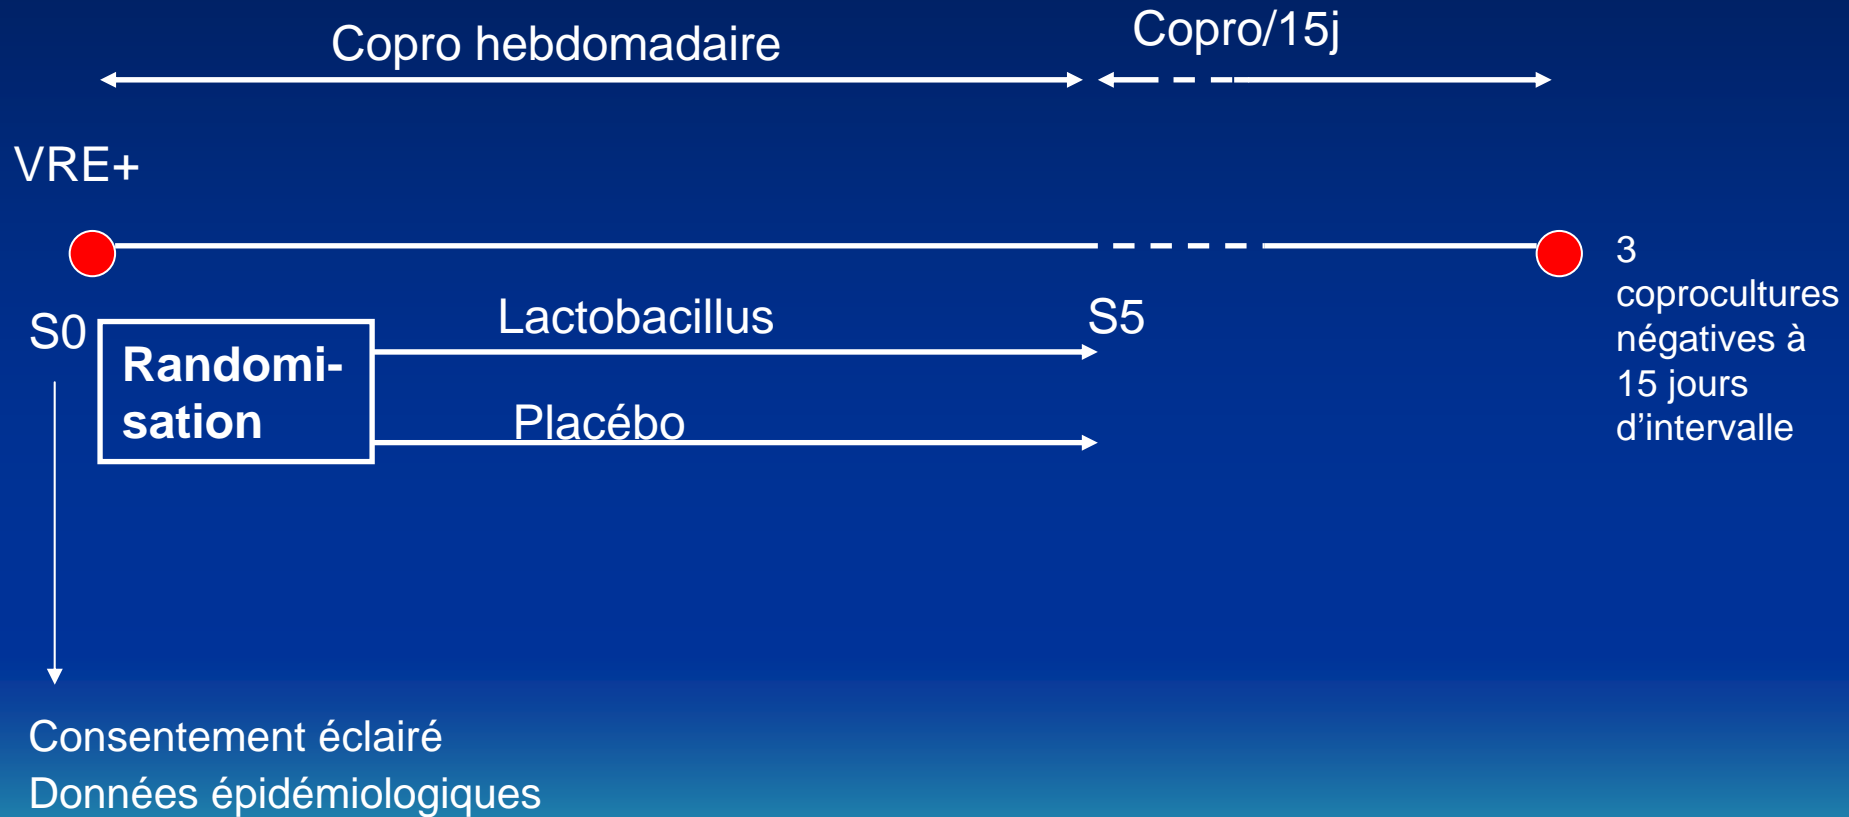 Copro hebdomadaire
Copro/15j
VRE+
3
coprocultures
négatives à
15 jours
d’intervalle
S0
Randomi-
sation
Lactobacillus
S5
Placébo
Consentement éclairé
Données épidémiologiques